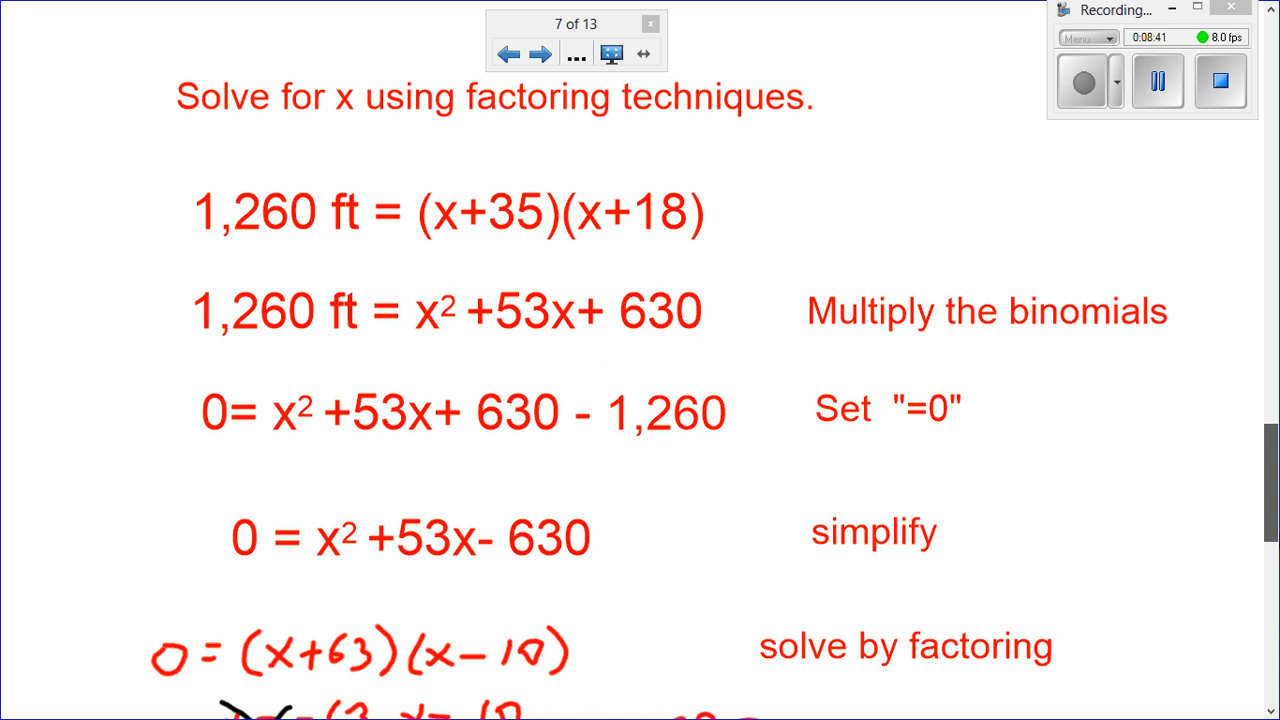 7 of 13
Recording...
Menu
0:08:41
8.0 fps
Solve for x using factoring techniques.
1,260 ft = (x+35)(x+18)
1,260 ft = x² +53x+ 630 Multiply the binomials
0= x² +53x+ 630 - 1,260 Set "=0"
0 = x² +53x- 630 simplify
0 = (x+63)(x-10) solve by factoring